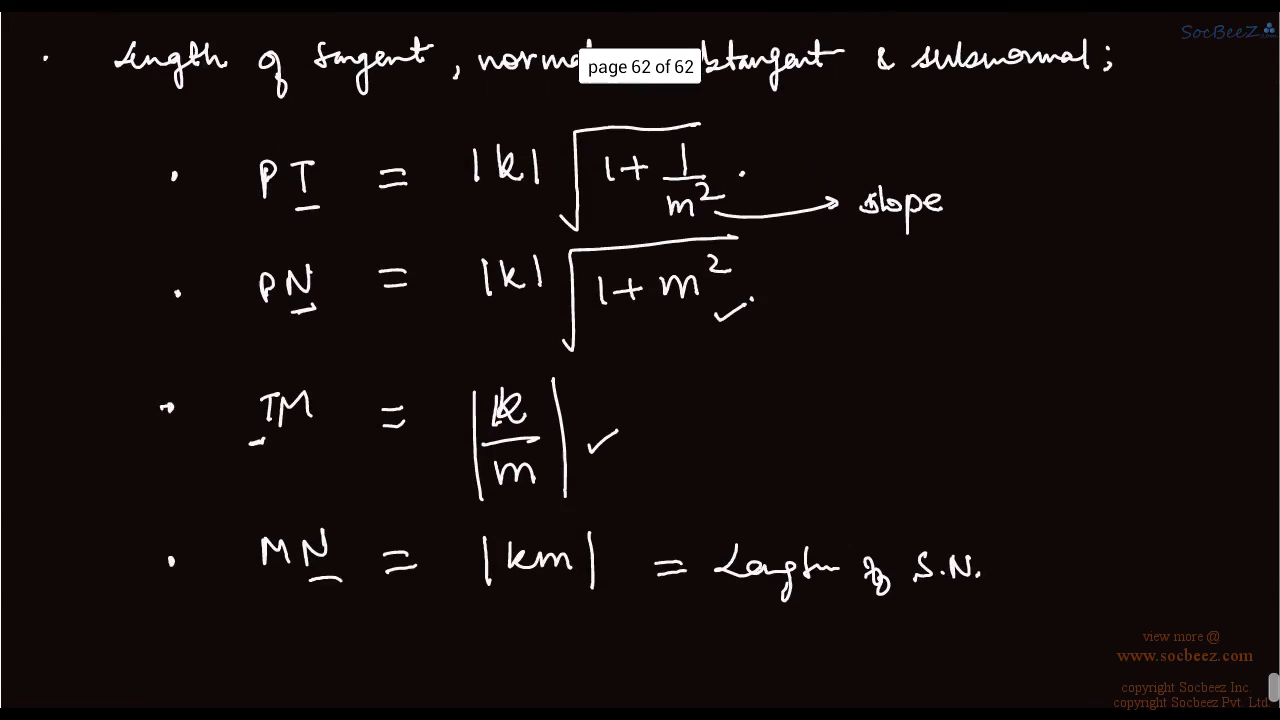 SocBeeZ
. Length of Tangent, normal subtangent & subnormal;
page 62 of 62
. PT = |k| √(1 + 1/m²) . → slope
. PN = |k| √(1 + m²) ✓
TM = |k/m| ✓
. MN = |km| = Length of S.N.
view more @
www.socbeez.com
copyright Socbeez Inc.
copyright Socbeez Pvt. Ltd.